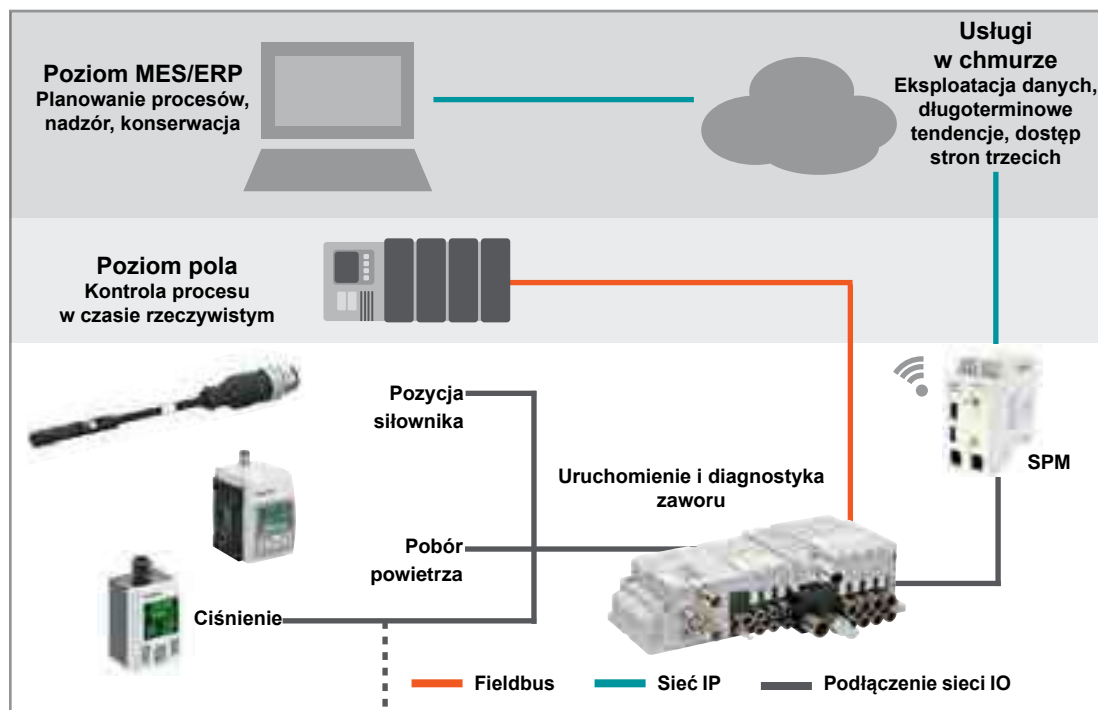 Poziom MES/ERP
Planowanie procesów,
nadzór, konserwacja
Usługi
w chmurze
Eksploatacja danych,
długoterminowe
tendencje, dostęp
stron trzecich
Poziom pola
Kontrola procesu
w czasie rzeczywistym
Pozycja
siłownika
Uruchomienie i diagnostyka
zaworu
SPM
Pobór
powietrza
Ciśnienie
Fieldbus
Sieć IP
Podłączenie sieci IO